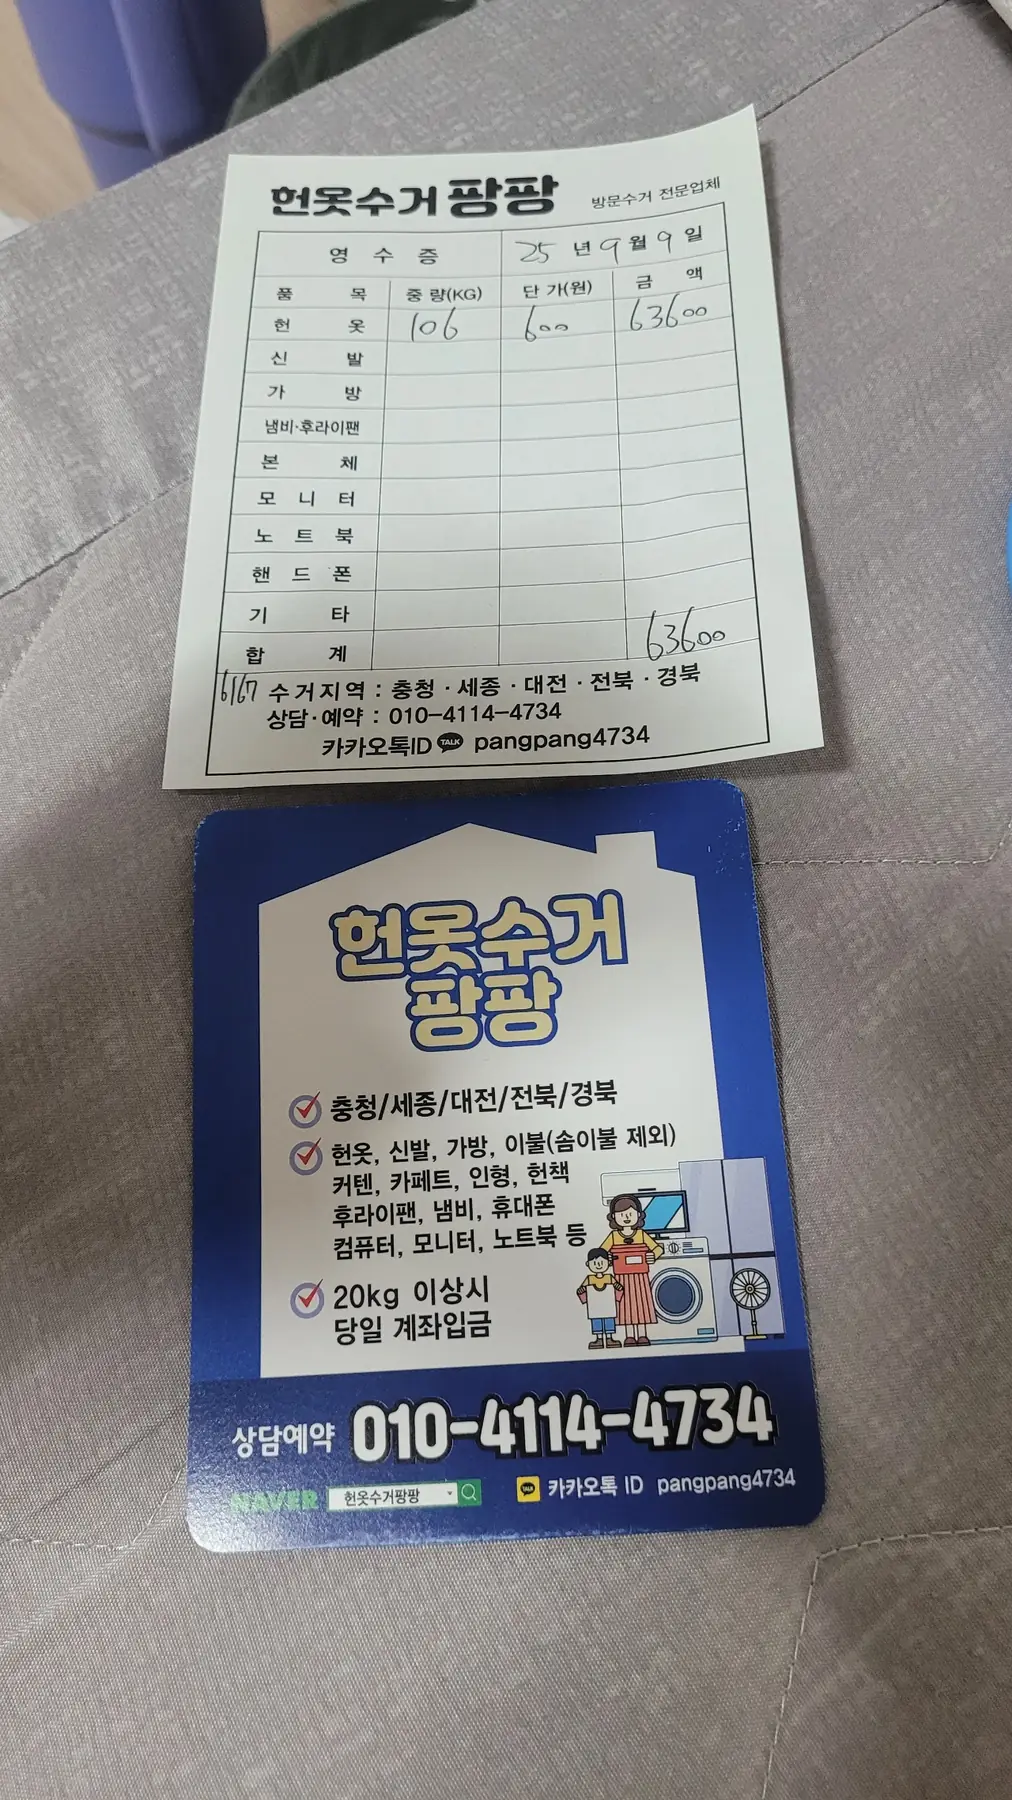 헌옷수거 팡팡 방문수거 전문업체
영 수 증 25 년 9 월 9 일
품 목 중 량(KG) 단 가(원) 금 액
헌 옷 106 600 63600
신 발
가 방
냄비·후라이팬
본 체
모 니 터
노 트 북
핸 드 폰
기 타
합 계 63600
수거지역 : 충청 · 세종 · 대전 · 전북 · 경북
상담·예약 : 010-4114-4734
카카오톡ID TALK pangpang4734
헌옷수거
팡팡
충청/세종/대전/전북/경북
헌옷, 신발, 가방, 이불(솜이불 제외)
커텐, 카페트, 인형, 헌책
후라이팬, 냄비, 휴대폰
컴퓨터, 모니터, 노트북 등
20kg 이상시
당일 계좌입금
상담예약 010-4114-4734
NAVER 헌옷수거팡팡 TALK 카카오톡 ID pangpang4734